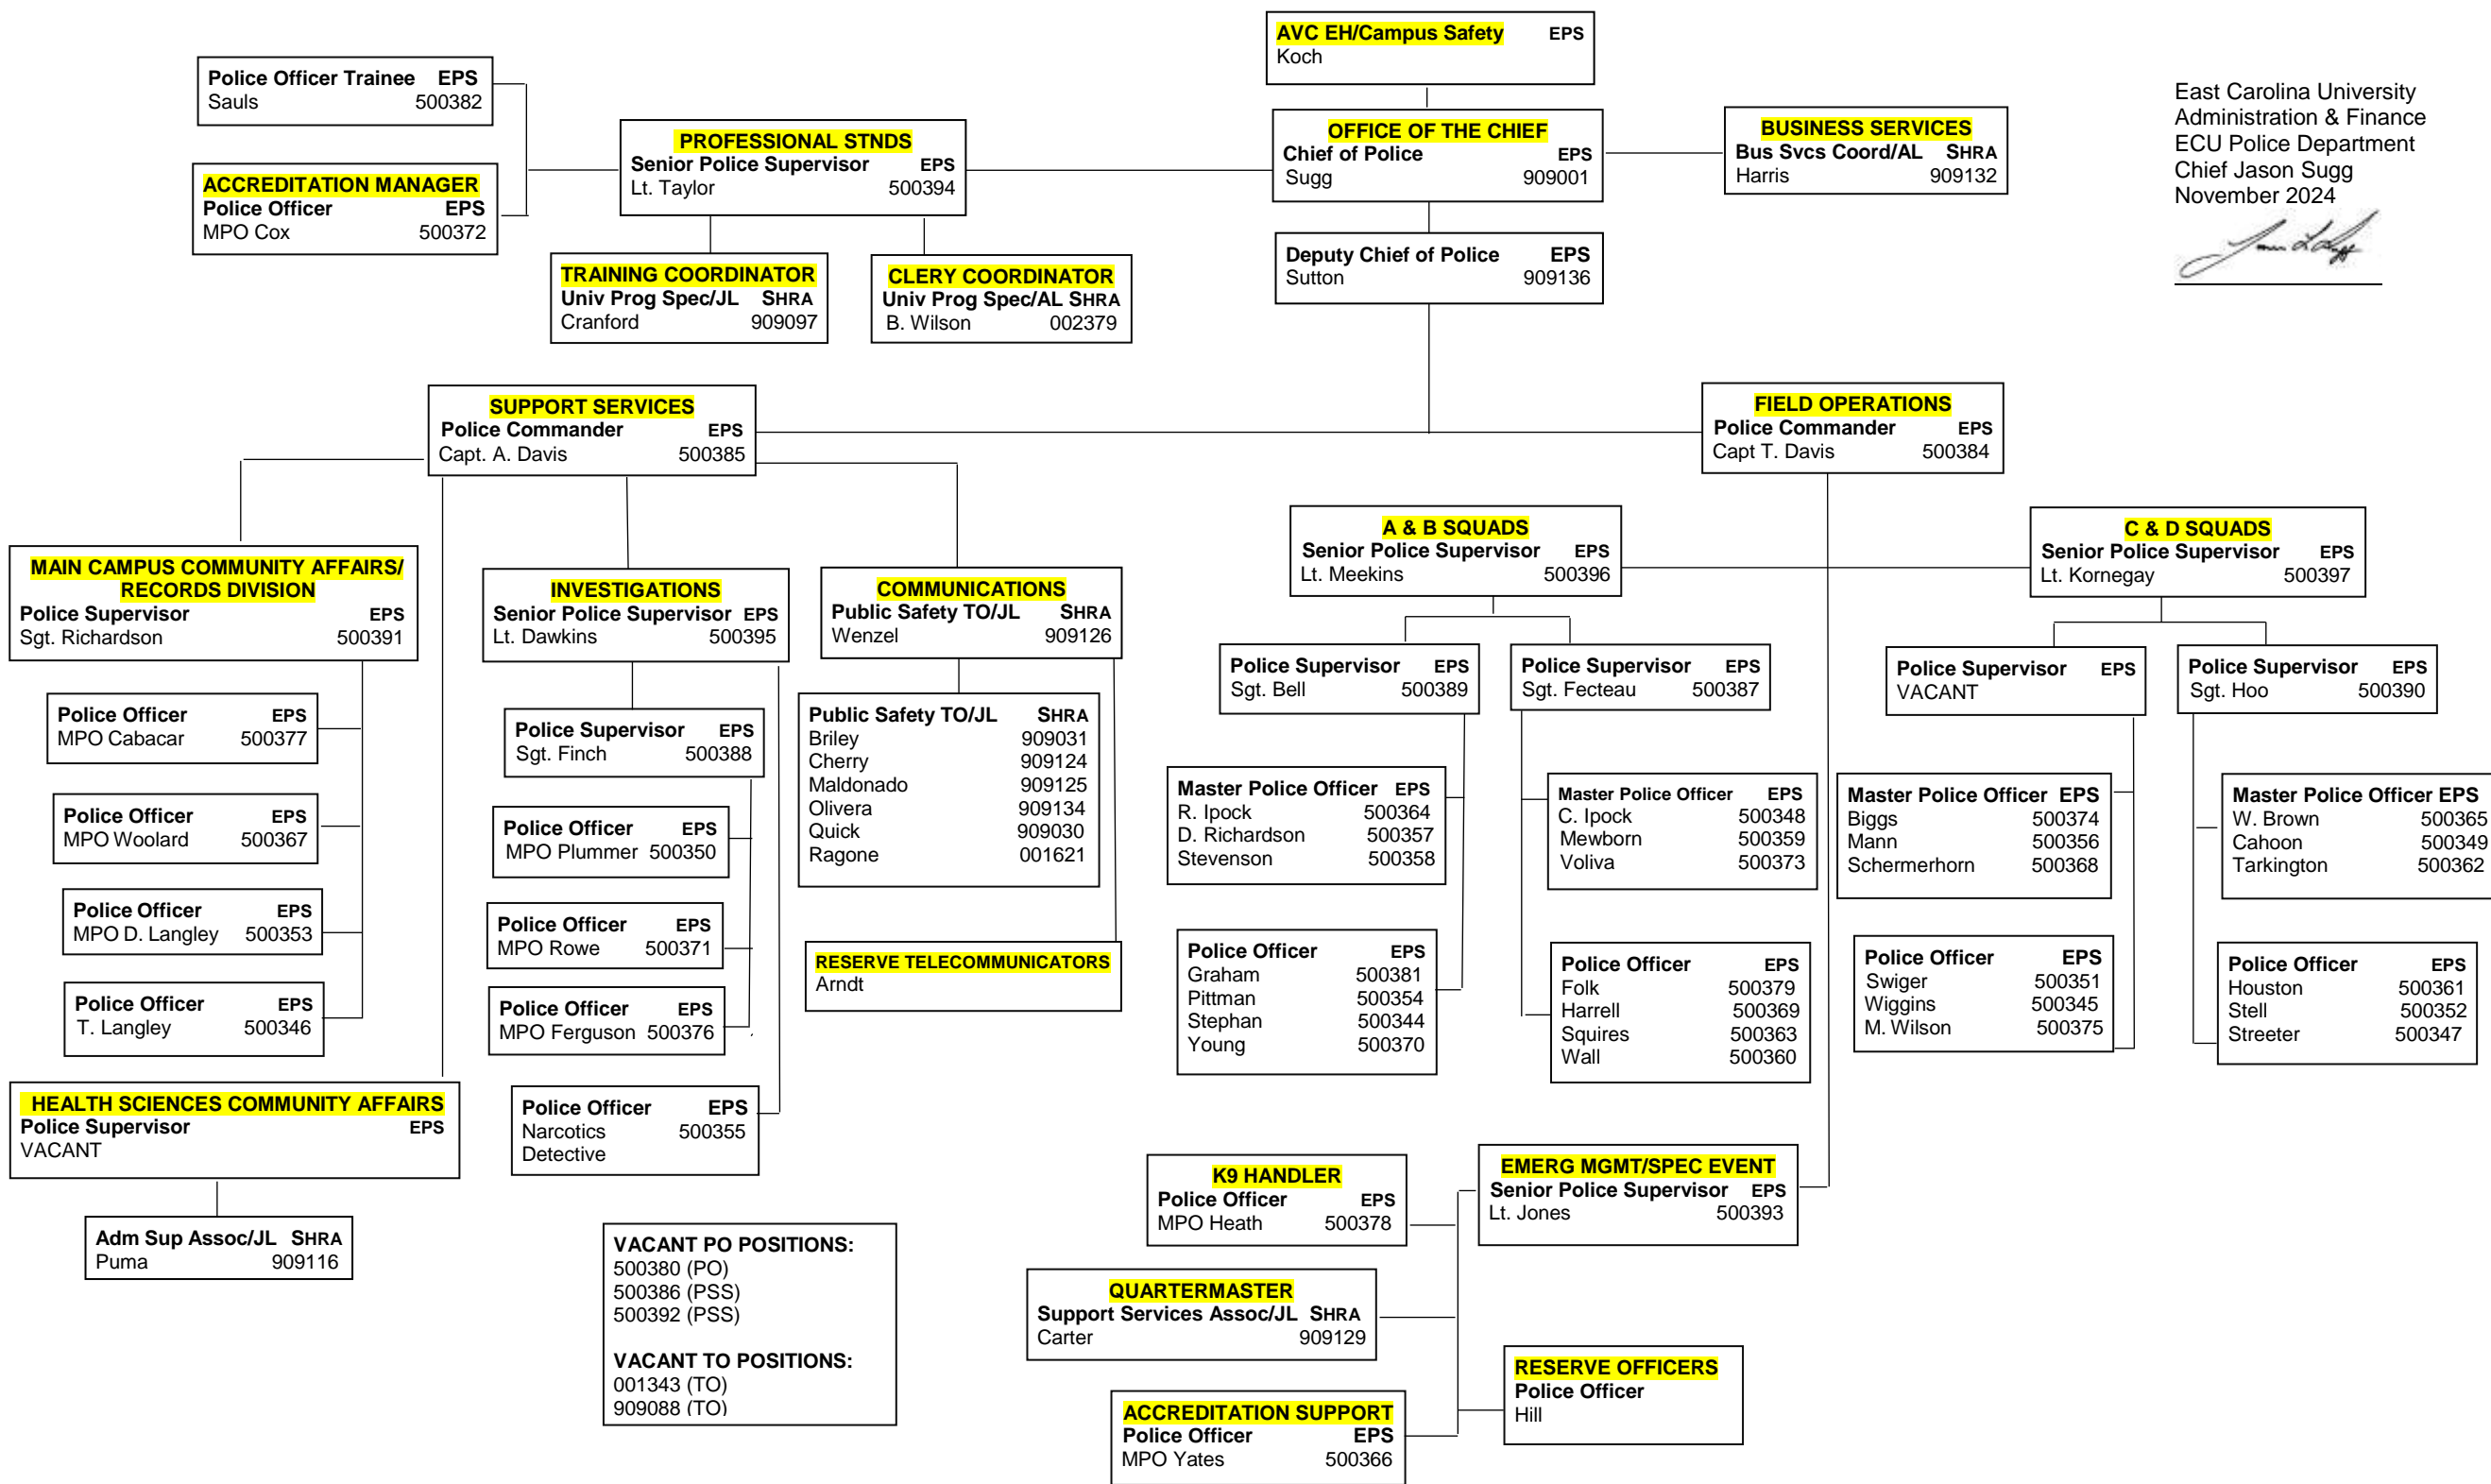 AVC EH/Campus Safety EPS
Koch
East Carolina University
Administration & Finance
ECU Police Department
Chief Jason Sugg
November 2024
Police Officer Trainee EPS
Sauls 500382
PROFESSIONAL STNDS
Senior Police Supervisor EPS
Lt. Taylor 500394
OFFICE OF THE CHIEF
Chief of Police EPS
Sugg 909001
BUSINESS SERVICES
Bus Svcs Coord/AL SHRA
Harris 909132
ACCREDITATION MANAGER
Police Officer EPS
MPO Cox 500372
TRAINING COORDINATOR
Univ Prog Spec/JL SHRA
Cranford 909097
CLERY COORDINATOR
Univ Prog Spec/AL SHRA
B. Wilson 002379
Deputy Chief of Police EPS
Sutton 909136
SUPPORT SERVICES
Police Commander EPS
Capt. A. Davis 500385
FIELD OPERATIONS
Police Commander EPS
Capt T. Davis 500384
MAIN CAMPUS COMMUNITY AFFAIRS/
RECORDS DIVISION
Police Supervisor EPS
Sgt. Richardson 500391
Police Officer EPS
MPO Cabacar 500377
Police Officer EPS
MPO Woolard 500367
Police Officer EPS
MPO D. Langley 500353
Police Officer EPS
T. Langley 500346
HEALTH SCIENCES COMMUNITY AFFAIRS
Police Supervisor EPS
VACANT
Adm Sup Assoc/JL SHRA
Puma 909116
INVESTIGATIONS
Senior Police Supervisor EPS
Lt. Dawkins 500395
Police Supervisor EPS
Sgt. Finch 500388
Police Officer EPS
MPO Plummer 500350
Police Officer EPS
MPO Rowe 500371
Police Officer EPS
MPO Ferguson 500376
Police Officer EPS
Narcotics 500355
Detective
COMMUNICATIONS
Public Safety TO/JL SHRA
Wenzel 909126
Public Safety TO/JL SHRA
Briley 909031
Cherry 909124
Maldonado 909125
Olivera 909134
Quick 909030
Ragone 001621
RESERVE TELECOMMUNICATORS
Arndt
VACANT PO POSITIONS:
500380 (PO)
500386 (PSS)
500392 (PSS)
VACANT TO POSITIONS:
001343 (TO)
909088 (TO)
A & B SQUADS
Senior Police Supervisor EPS
Lt. Meekins 500396
Police Supervisor EPS
Sgt. Bell 500389
Master Police Officer EPS
R. Ipock 500364
D. Richardson 500357
Stevenson 500358
Police Officer EPS
Graham 500381
Pittman 500354
Stephan 500344
Young 500370
Police Supervisor EPS
Sgt. Fecteau 500387
Master Police Officer EPS
C. Ipock 500348
Mewborn 500359
Voliva 500373
Police Officer EPS
Folk 500379
Harrell 500369
Squires 500363
Wall 500360
C & D SQUADS
Senior Police Supervisor EPS
Lt. Kornegay 500397
Police Supervisor EPS
VACANT
Master Police Officer EPS
Biggs 500374
Mann 500356
Schermerhorn 500368
Police Officer EPS
Swiger 500351
Wiggins 500345
M. Wilson 500375
Police Supervisor EPS
Sgt. Hoo 500390
Master Police Officer EPS
W. Brown 500365
Cahoon 500349
Tarkington 500362
Police Officer EPS
Houston 500361
Stell 500352
Streeter 500347
K9 HANDLER
Police Officer EPS
MPO Heath 500378
EMERG MGMT/SPEC EVENT
Senior Police Supervisor EPS
Lt. Jones 500393
QUARTERMASTER
Support Services Assoc/JL SHRA
Carter 909129
ACCREDITATION SUPPORT
Police Officer EPS
MPO Yates 500366
RESERVE OFFICERS
Police Officer
Hill